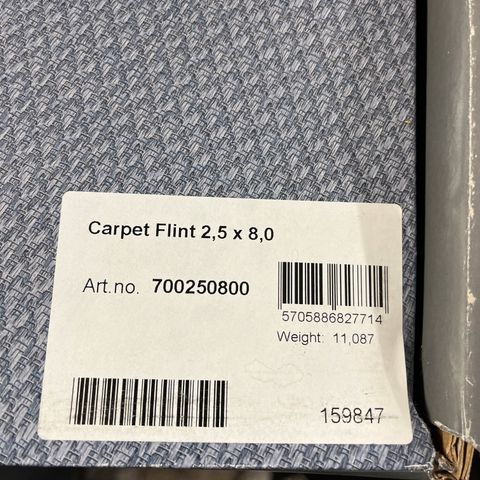 Carpet Flint 2,5 x 8,0
Art.no. 700250800
5705886827714
Weight: 11,087
159847